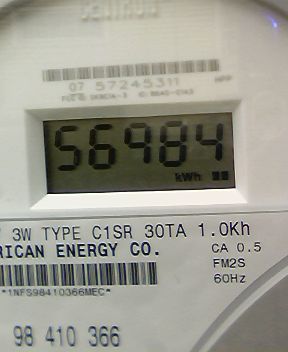 CENTRON
07 57245311
56984
kWh
3W TYPE C1SR 30TA 1.0Kh
RICAN ENERGY CO.
CA 0.5
FM2S
60Hz
*1NFS98410366MEC*
98 410 366